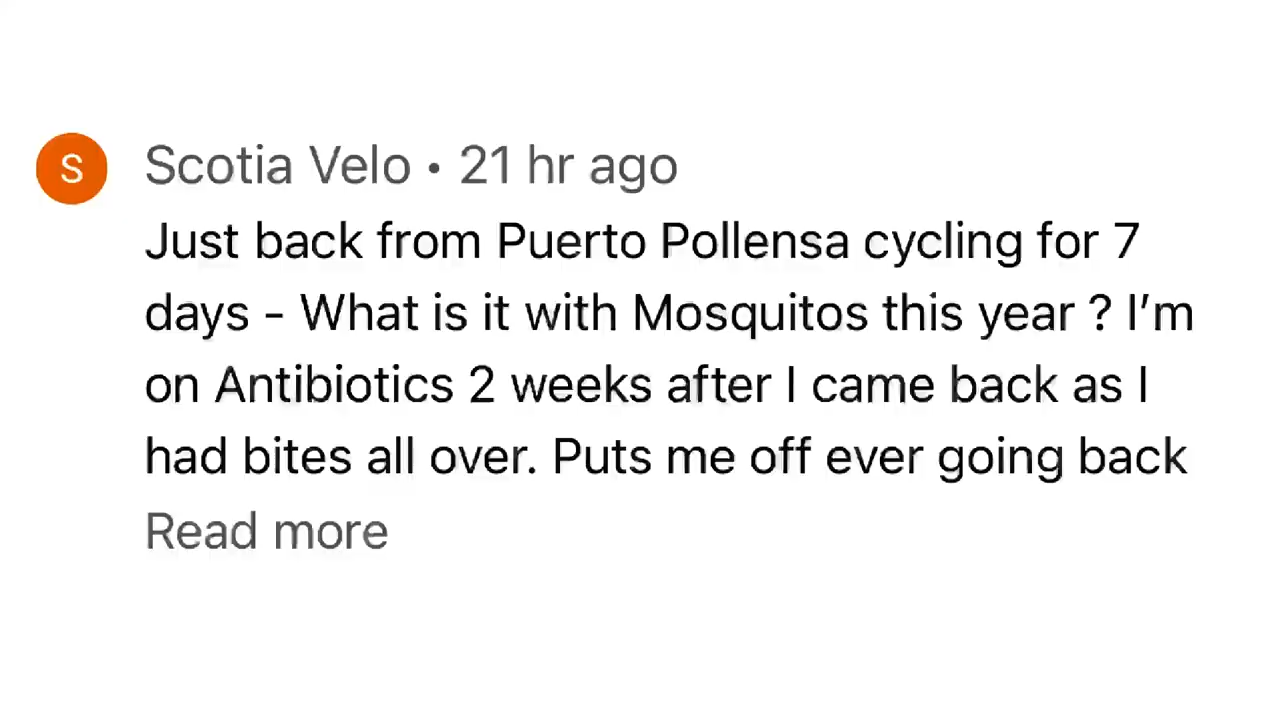 S
Scotia Velo • 21 hr ago
Just back from Puerto Pollensa cycling for 7
days - What is it with Mosquitos this year ? I’m
on Antibiotics 2 weeks after I came back as I
had bites all over. Puts me off ever going back
Read more